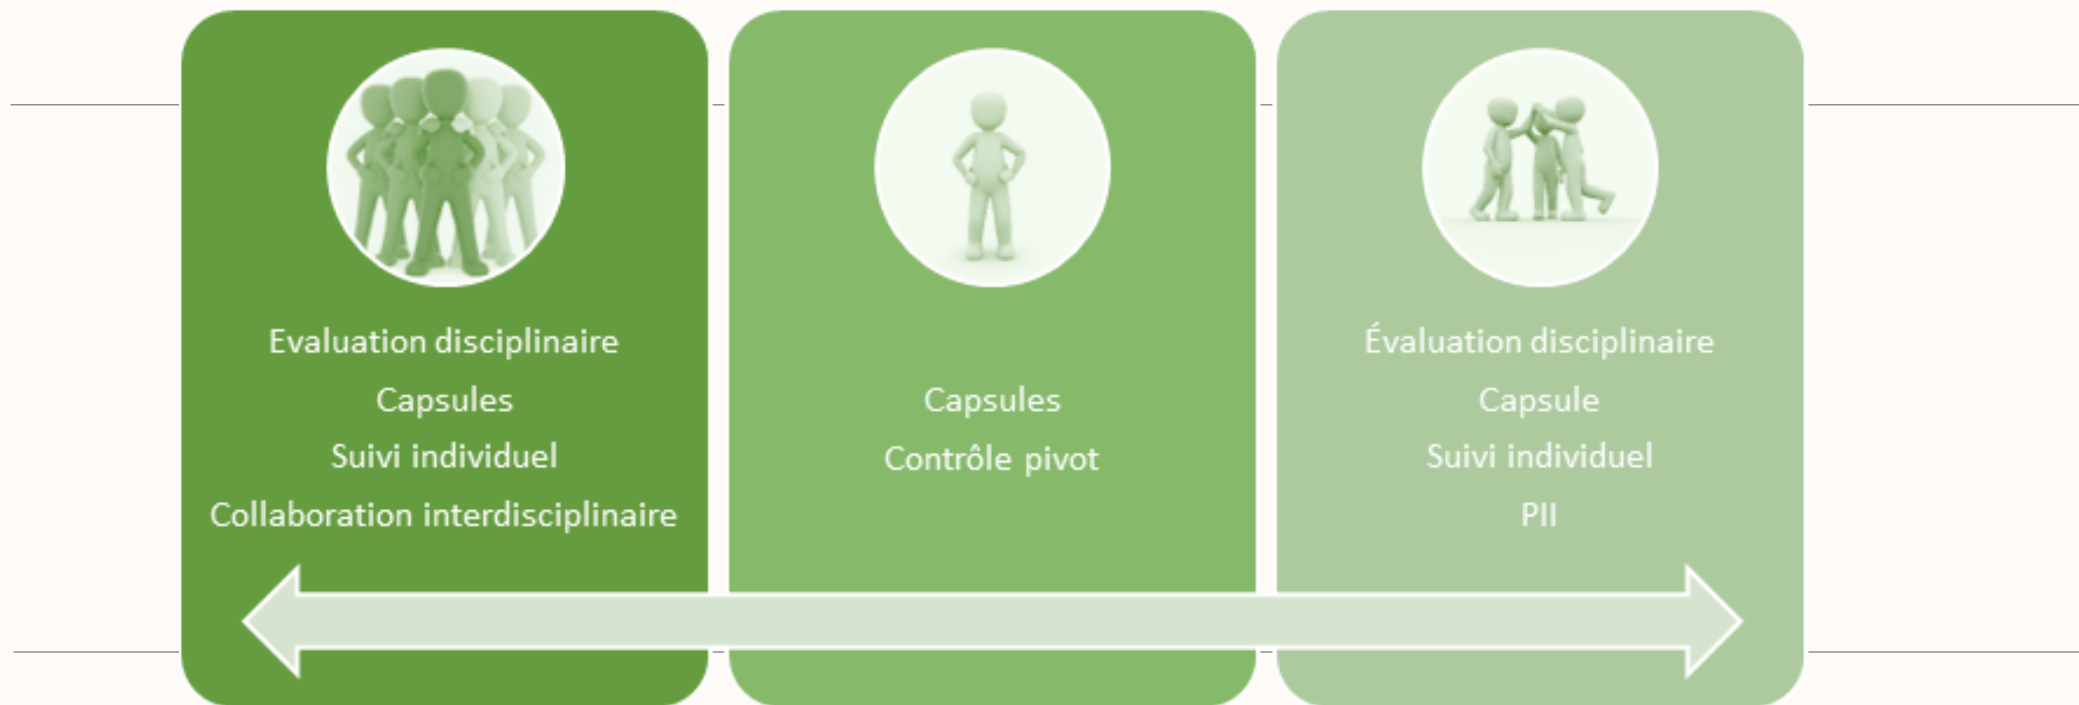 Evaluation disciplinaire
Capsules
Suivi individuel
Collaboration interdisciplinaire
Capsules
Contrôle pivot
Évaluation disciplinaire
Capsule
Suivi individuel
PII